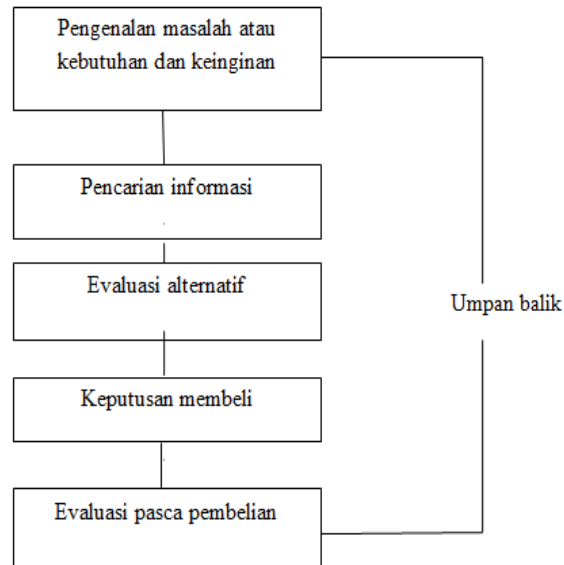 Pengenalan masalah atau
kebutuhan dan keinginan
Pencarian informasi
Evaluasi alternatif
Umpan balik
Keputusan membeli
Evaluasi pasca pembelian